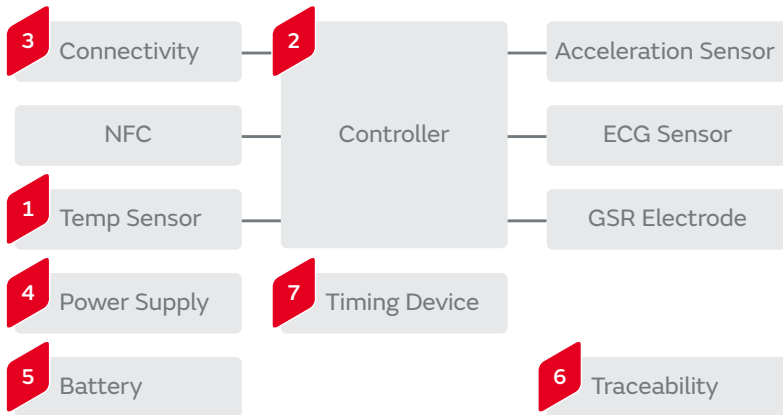 3 Connectivity
2
Acceleration Sensor
NFC
Controller
ECG Sensor
1 Temp Sensor
GSR Electrode
4 Power Supply
7 Timing Device
5 Battery
6 Traceability